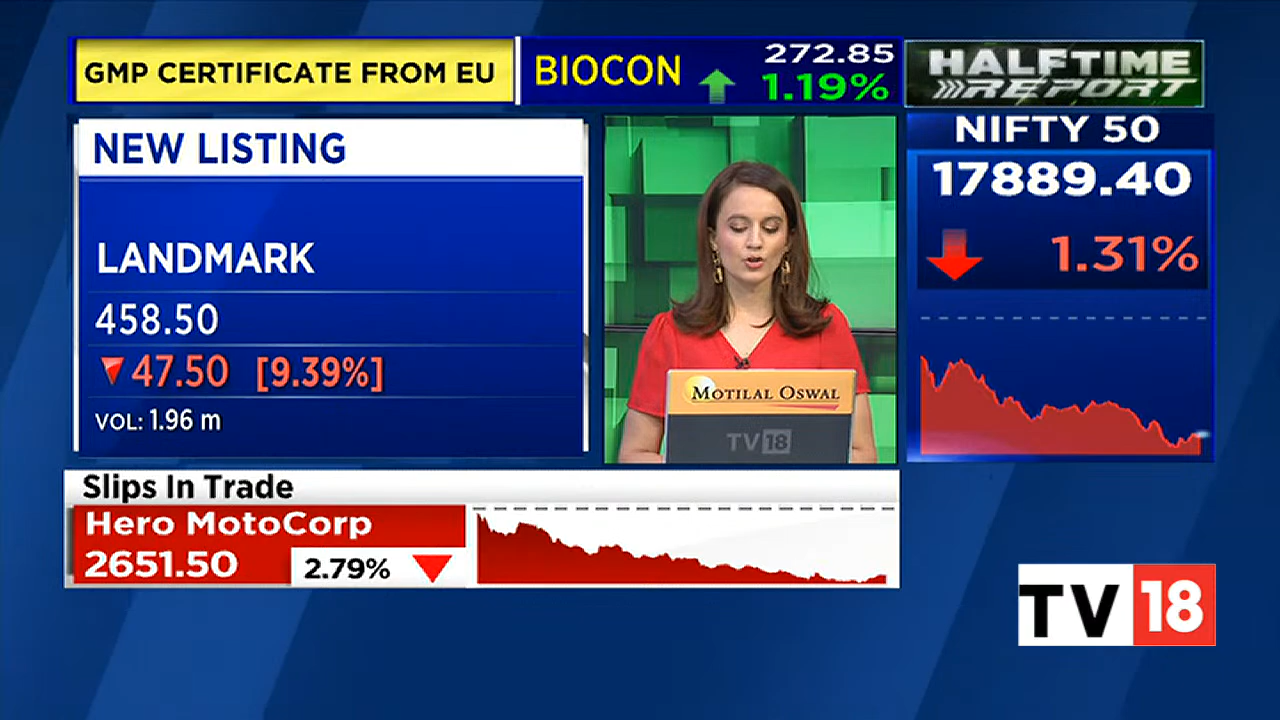 GMP CERTIFICATE FROM EU
BIOCON
272.85
1.19%
HALFTIME
REPORT
NEW LISTING
LANDMARK
458.50
47.50 [9.39%]
VOL: 1.96 m
MOTILAL OSWAL
TV18
NIFTY 50
17889.40
1.31%
Slips In Trade
Hero MotoCorp
2651.50
2.79%
TV18